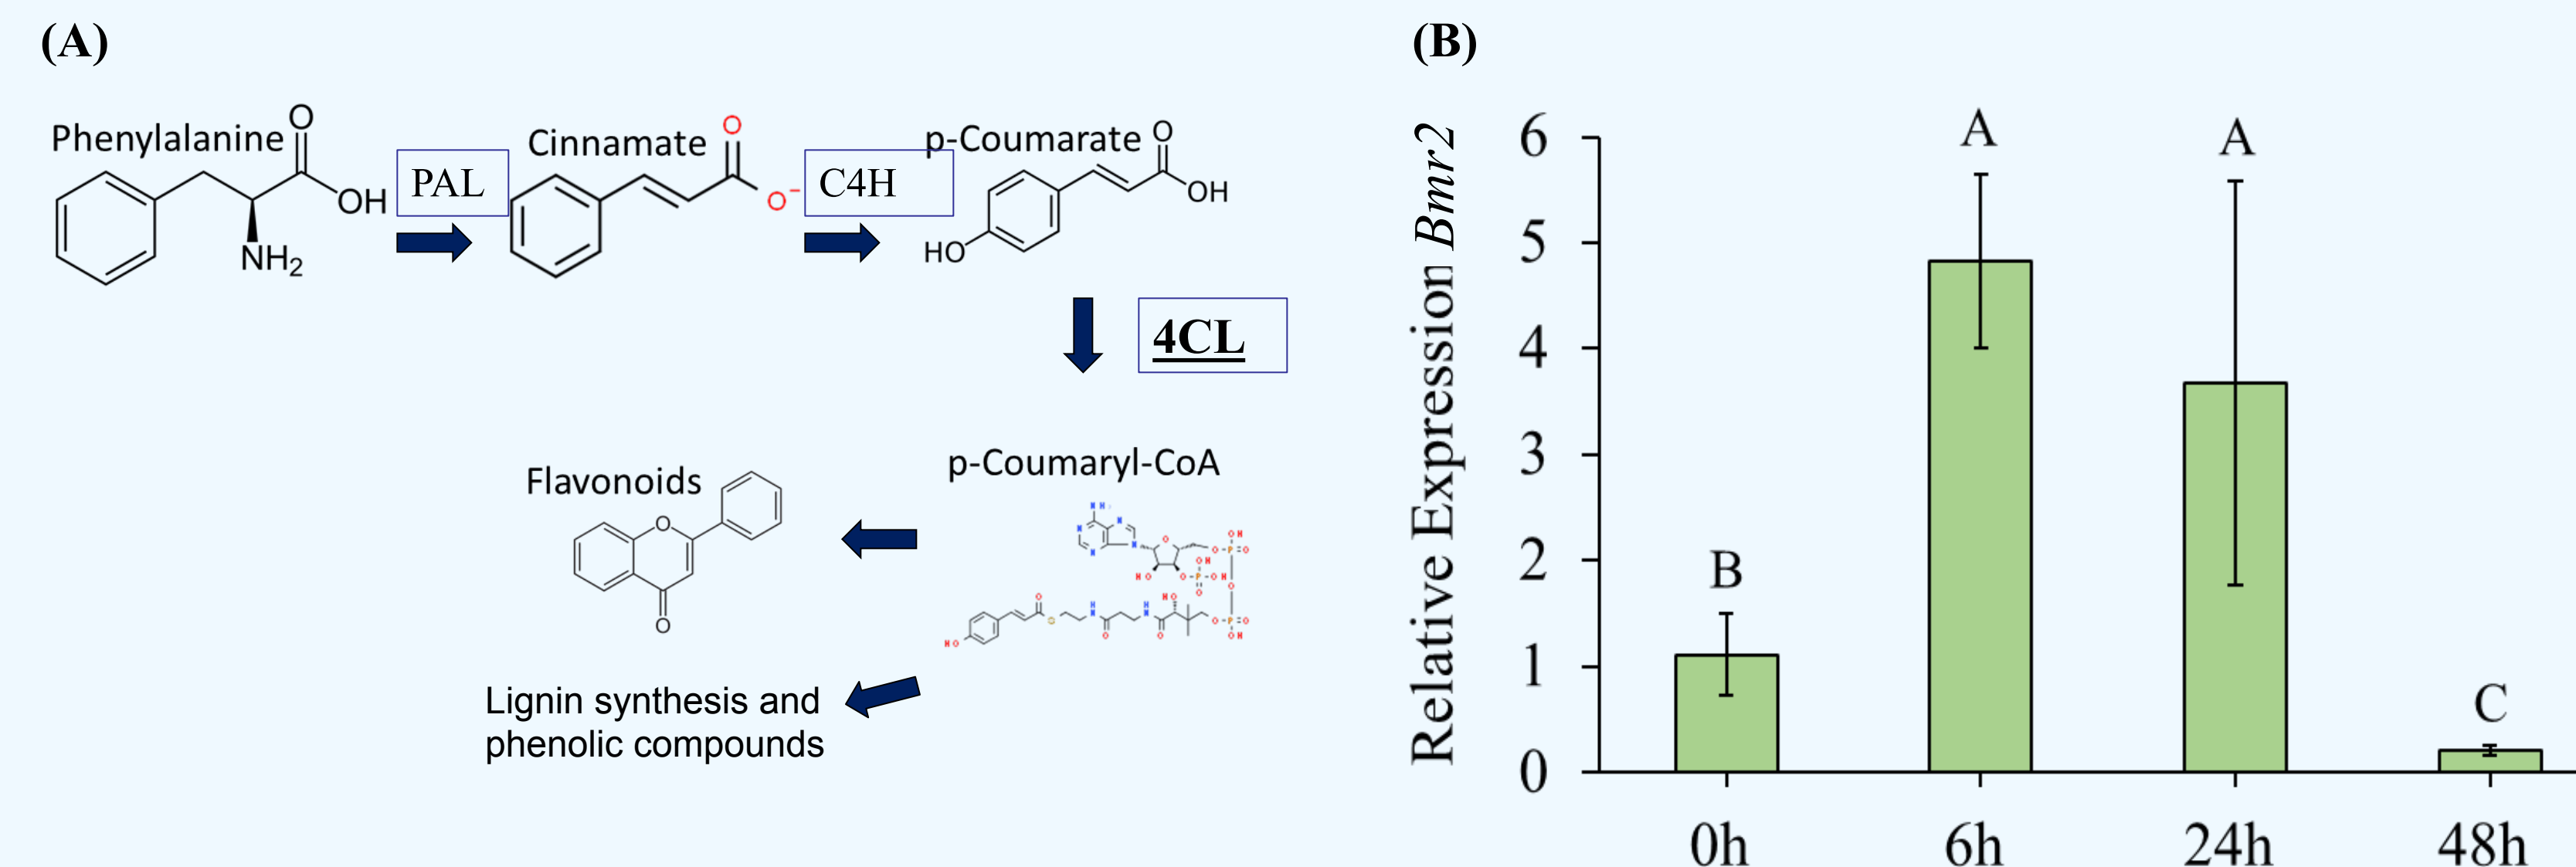 (A)
Phenylalanine
O
OH
NH2
PAL
Cinnamate
O
O−
C4H
p-Coumarate
O
OH
HO
4CL
p-Coumaryl-CoA
Flavonoids
O
O
Lignin synthesis and
phenolic compounds
(B)
Relative Expression Bmr2
6
5
4
3
2
1
0
B
A
A
C
0h
6h
24h
48h